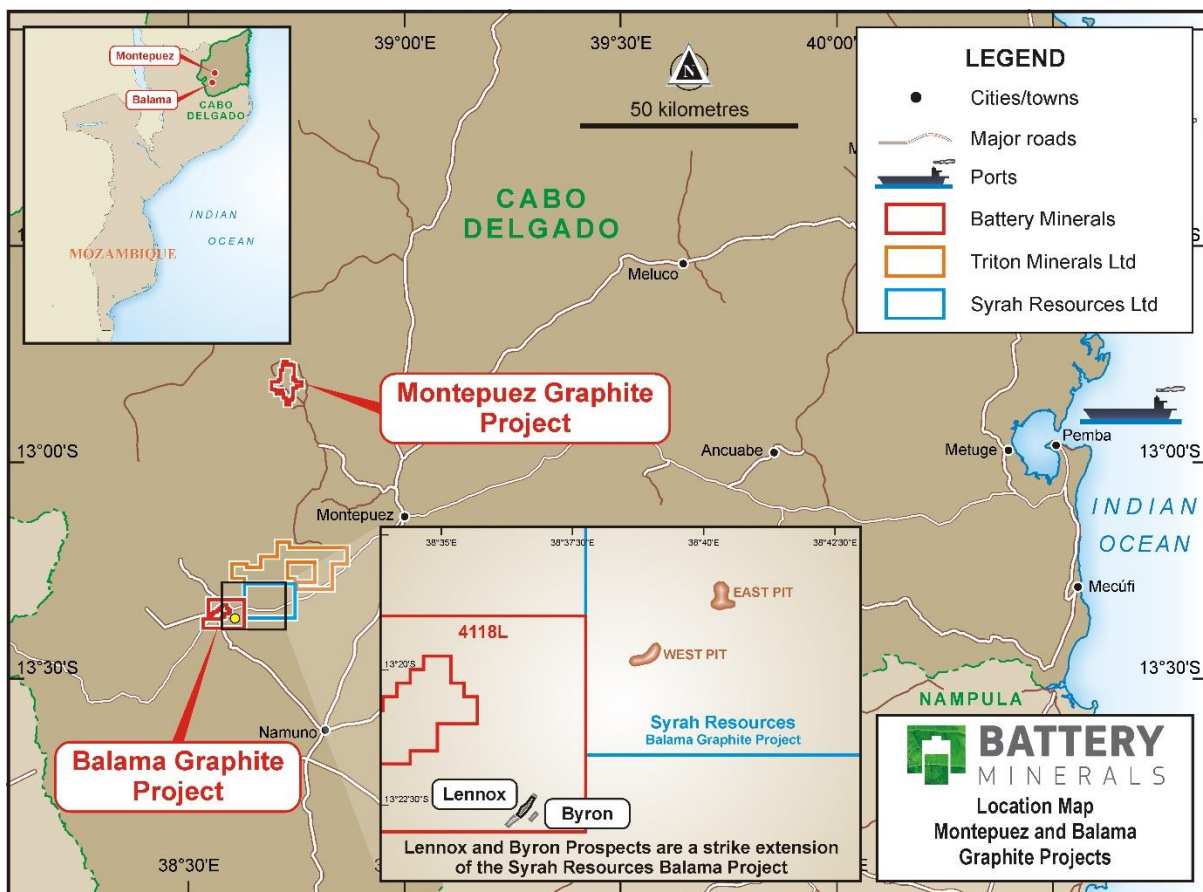 39°00'E
39°30'E
40°00'
Montepuez
Balama
CABO
DELGADO
INDIAN
OCEAN
MOZAMBIQUE
N
50 kilometres
LEGEND
Cities/towns
Major roads
Ports
Battery Minerals
Triton Minerals Ltd
Syrah Resources Ltd
CABO
DELGADO
Meluco
Montepuez Graphite
Project
13°00'S
Ancuabe
Metuge
Pemba
13°00'S
Montepuez
INDIAN
OCEAN
Mecúfi
38°35'E
38°37'30"E
38°40'E
38°42'30"E
EAST PIT
4118L
WEST PIT
13°20'S
13°30'S
13°30'S
NAMPULA
Syrah Resources
Balama Graphite Project
Namuno
Balama Graphite
Project
13°22'30"S
Lennox
Byron
Lennox and Byron Prospects are a strike extension
of the Syrah Resources Balama Project
BATTERY
MINERALS
Location Map
Montepuez and Balama
Graphite Projects
38°30'E